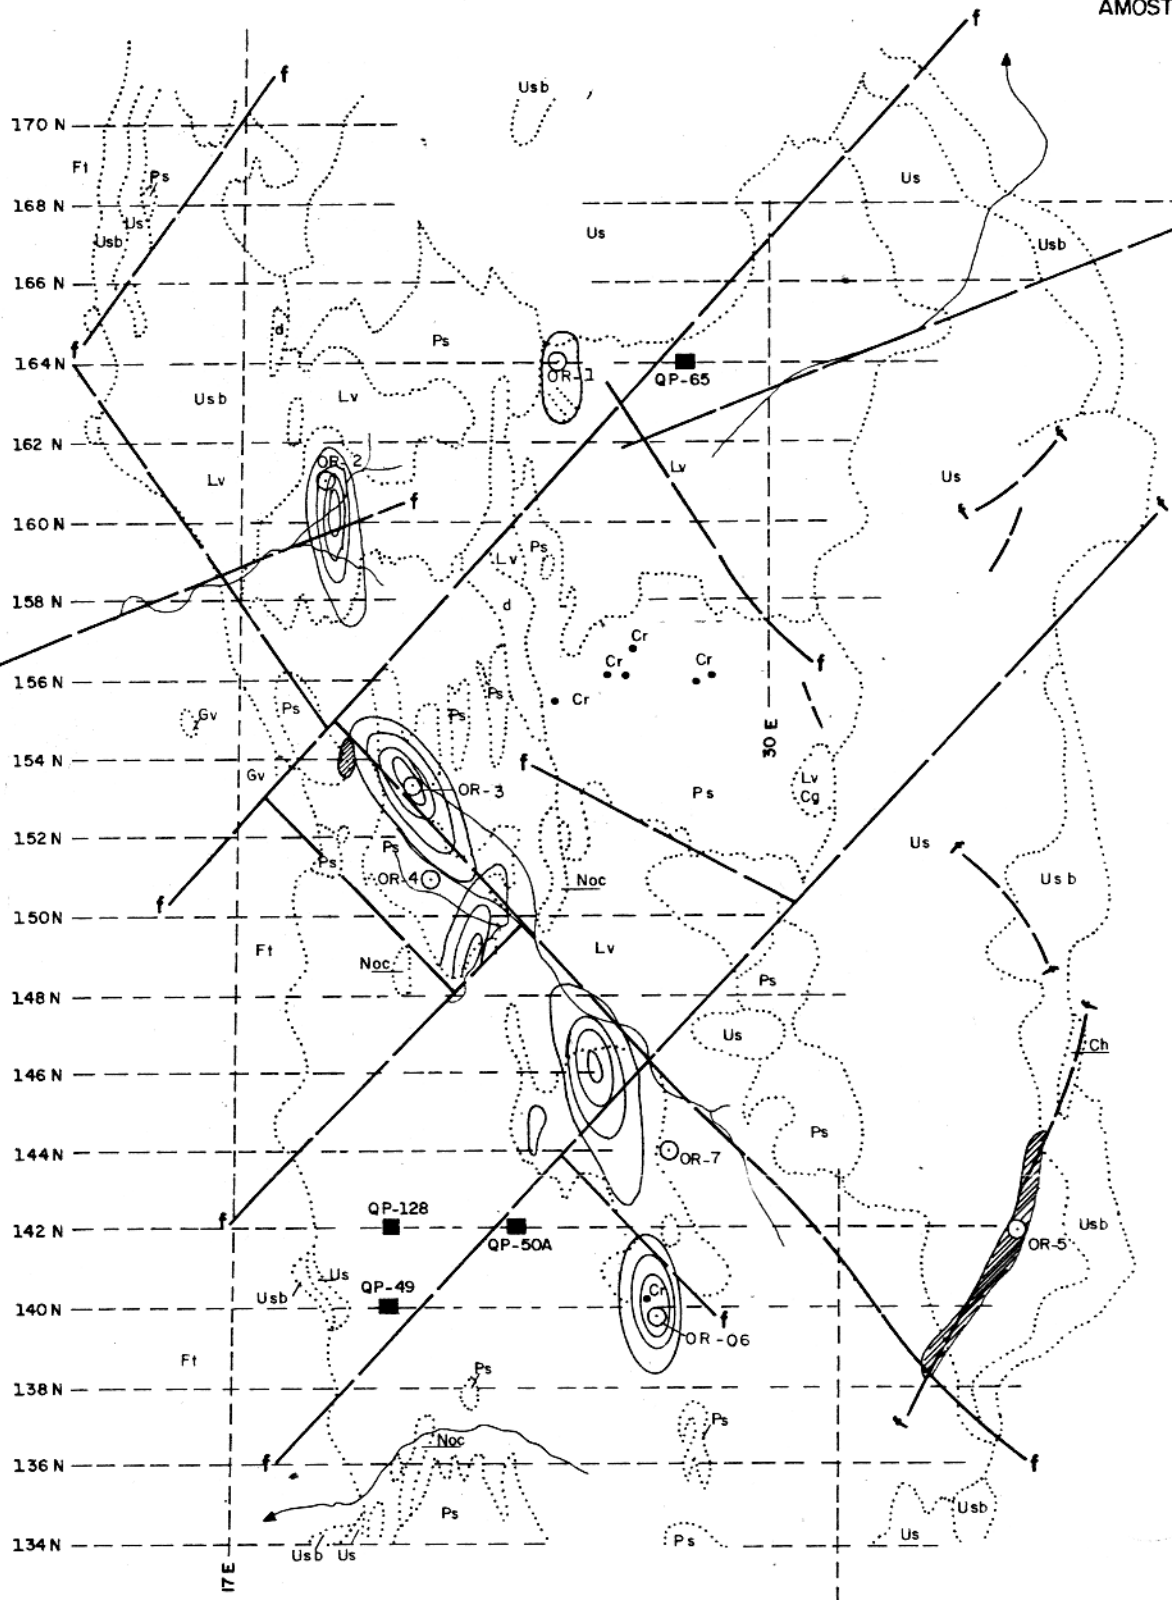 AMOST
f
f
Usb
170 N
Ft
Ps
Us
168 N
Us
Us
Usb
Usb
166 N
d
Ps
f
164 N
OR-1
QP-65
Usb
Lv
162 N
f
OR-2
Lv
Lv
Us
f
f
f
160 N
Ps
Lv
158 N
d
Cr
Cr
Cr
f
156 N
Ps
Cr
Gv
Ps
Ps
30 E
154 N
f
Gv
Lv
Cg
OR-3
Ps
152 N
Ps
Ps
Us
f
OR-4
Noc
Usb
f
150 N
Ft
Lv
Noc
f
Ps
148 N
f
Us
Ch
146 N
Ps
144 N
OR-7
QP-128
f
Usb
142 N
QP-50A
OR-5
Us
Usb
QP-49
Cr
140 N
f
OR-06
Ft
Ps
138 N
Ps
f
Noc
136 N
f
f
Ps
Usb
134 N
Us
Ps
Usb
Us
17 E